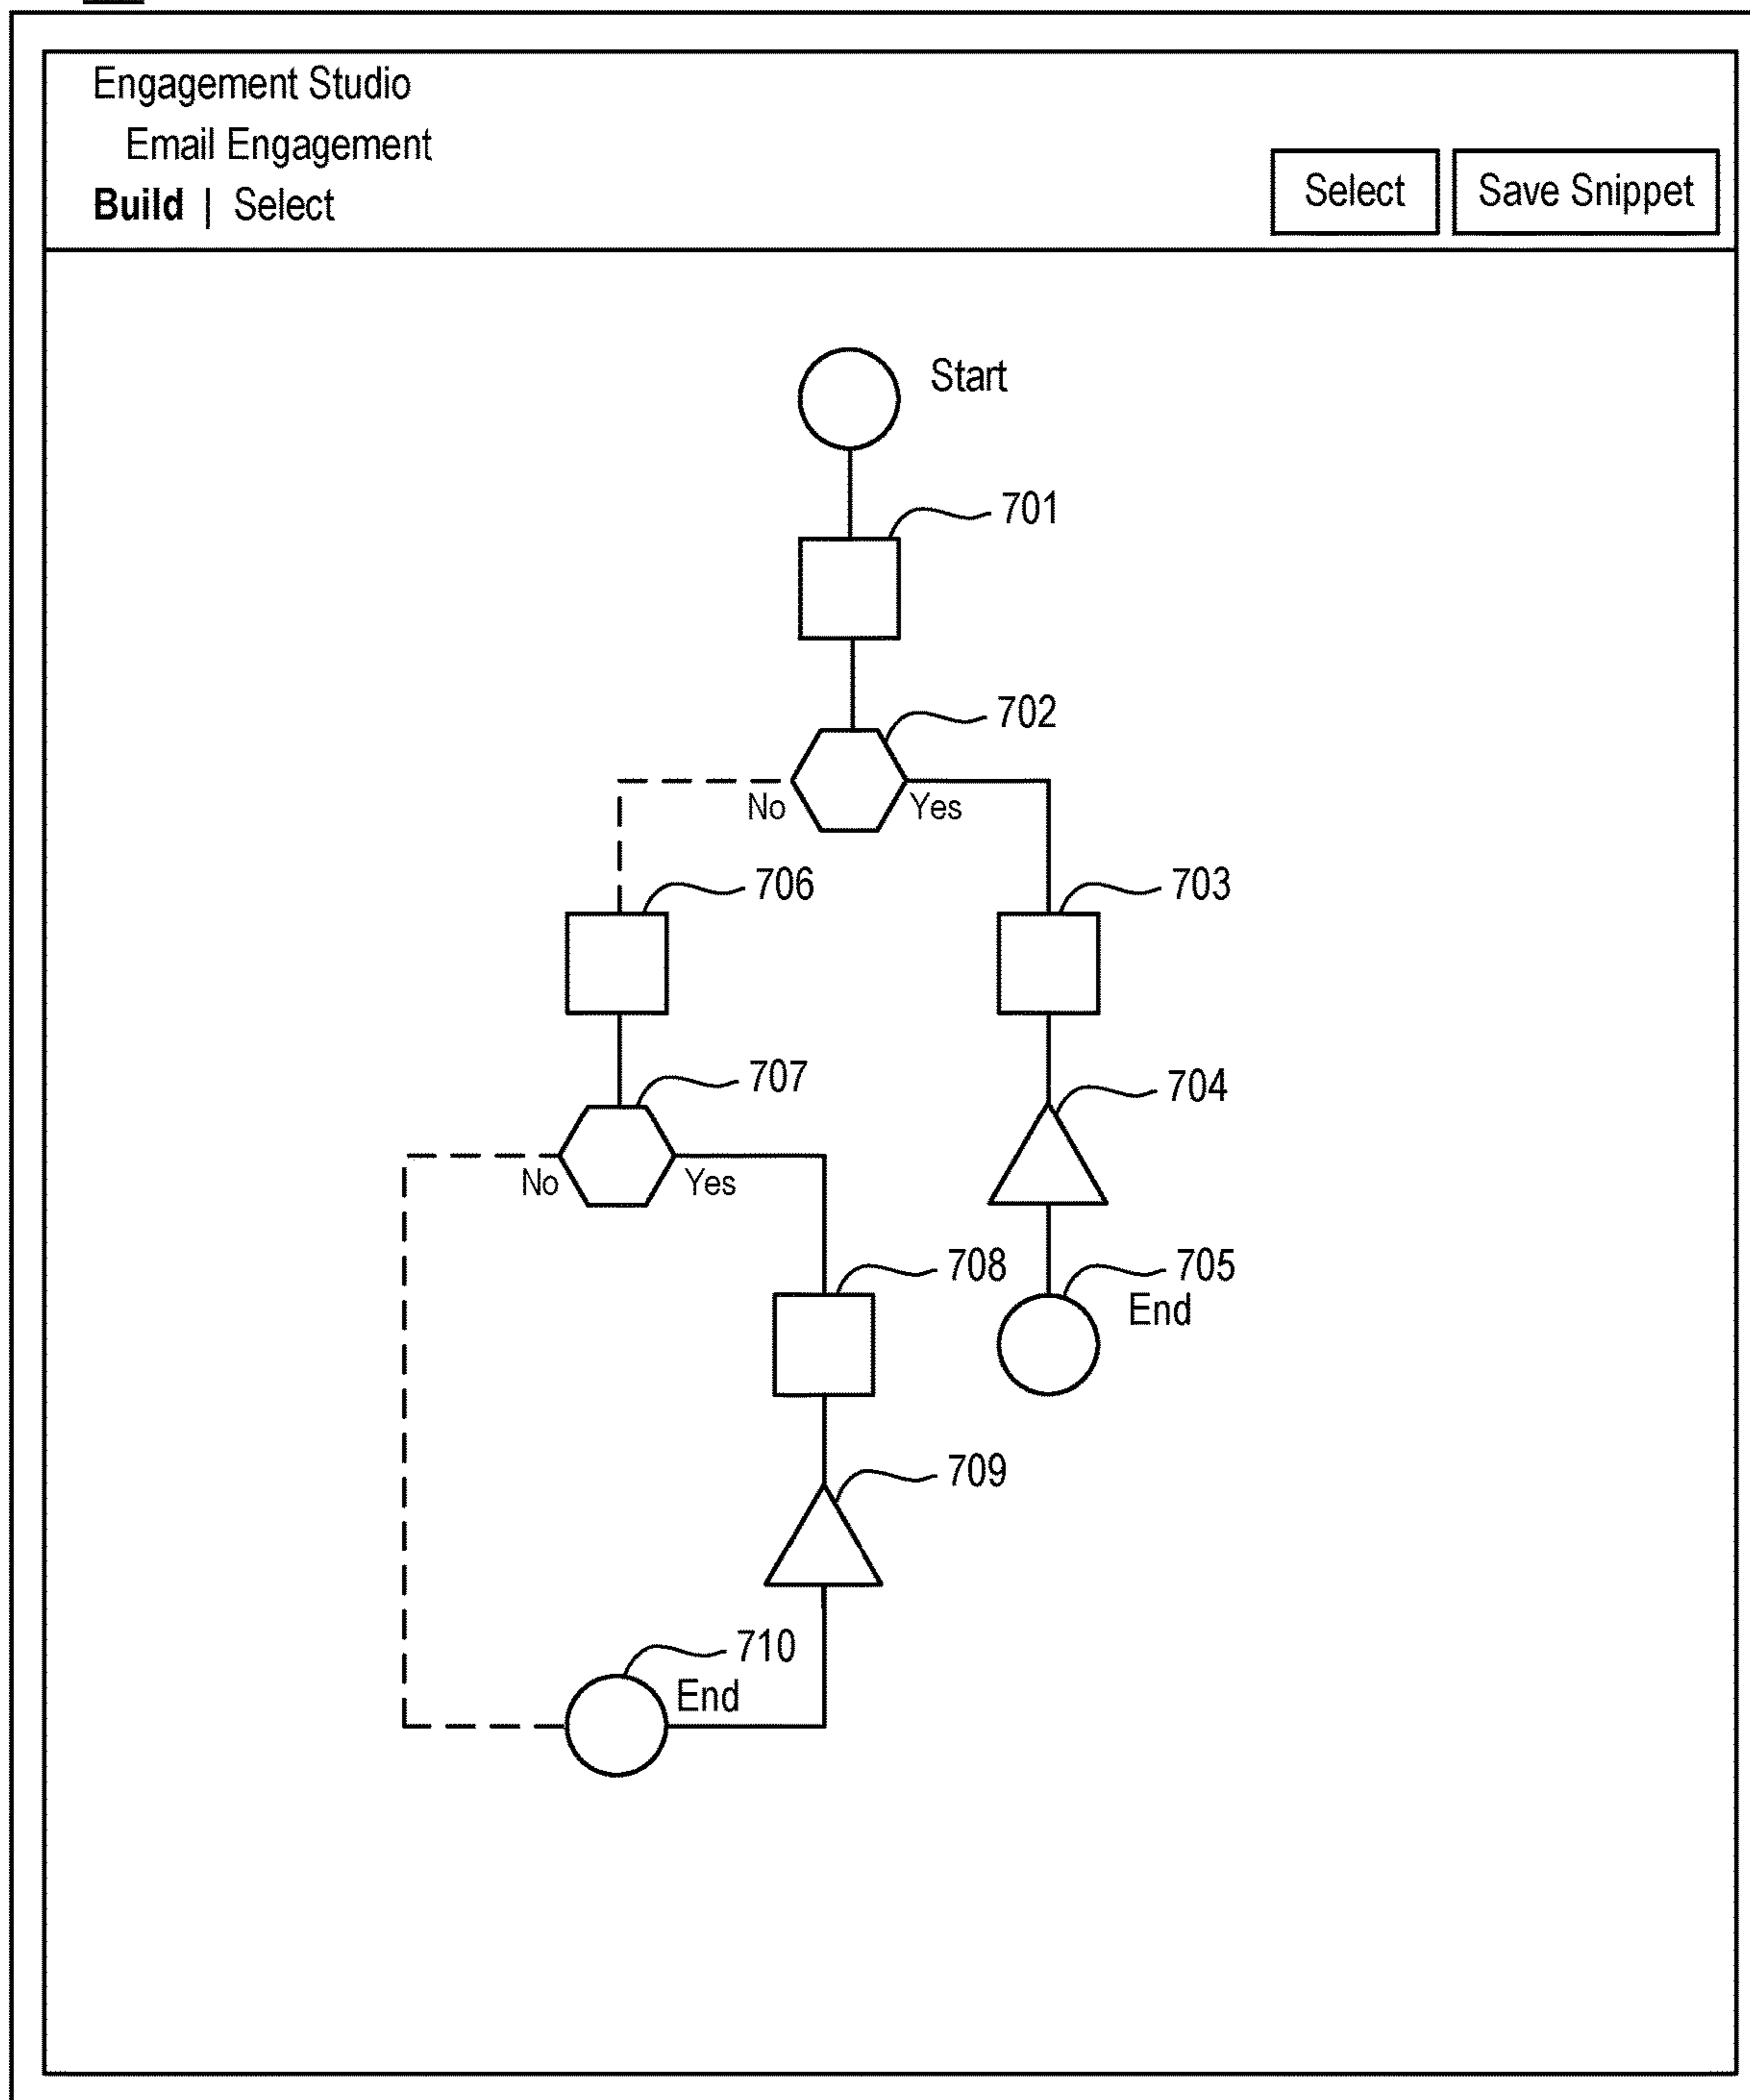 Engagement Studio
Email Engagement
Build | Select
Select
Save Snippet
Start
701
702
No
Yes
706
703
707
704
No
Yes
708
705
End
709
710
End